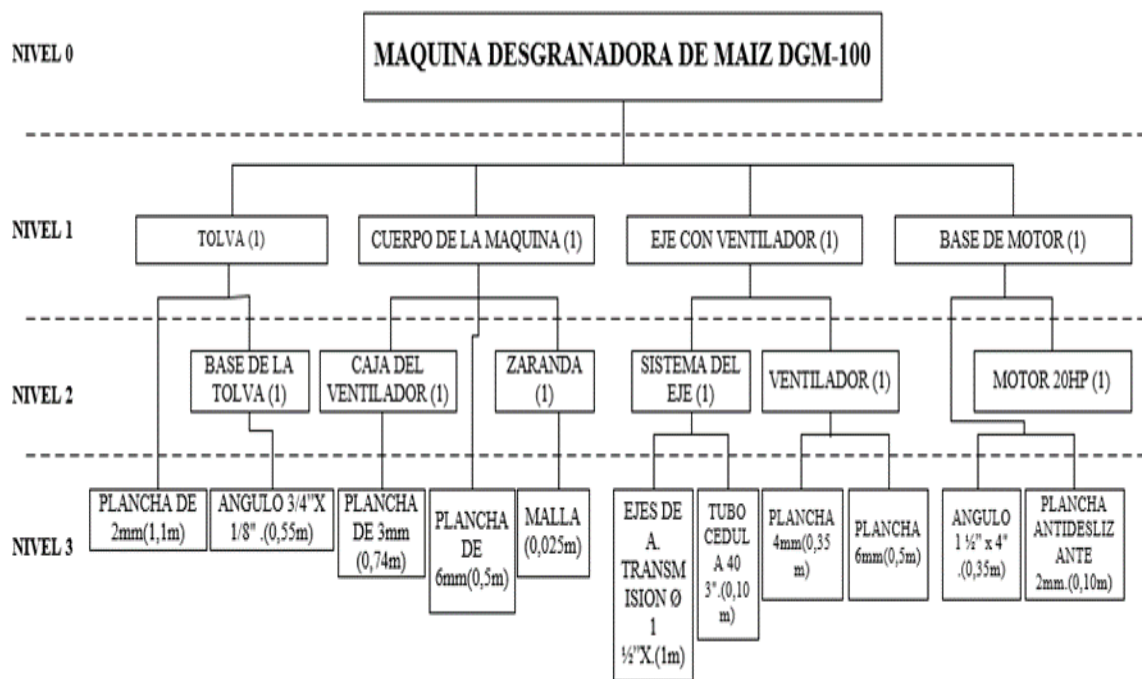 NIVEL 0
MAQUINA DESGRANADORA DE MAIZ DGM-100
NIVEL 1
TOLVA (1)
CUERPO DE LA MAQUINA (1)
EJE CON VENTILADOR (1)
BASE DE MOTOR (1)
NIVEL 2
BASE DE LA
TOLVA (1)
CAJA DEL
VENTILADOR (1)
ZARANDA
(1)
SISTEMA DEL
EJE (1)
VENTILADOR (1)
MOTOR 20HP (1)
NIVEL 3
PLANCHA DE
2mm(1,1m)
ANGULO 3/4"X
1/8" .(0,55m)
PLANCHA
DE 3mm
(0,74m)
PLANCHA
DE
6mm(0,5m)
MALLA
(0,025m)
EJES DE
A.
TRANSM
ISION Ø
1
½"X.(1m)
TUBO
CEDUL
A 40
3".(0,10
m)
PLANCHA
4mm(0,35
m)
PLANCHA
6mm(0,5m)
ANGULO
1 ½" x 4"
.(0,35m)
PLANCHA
ANTIDESLIZ
ANTE
2mm.(0,10m)